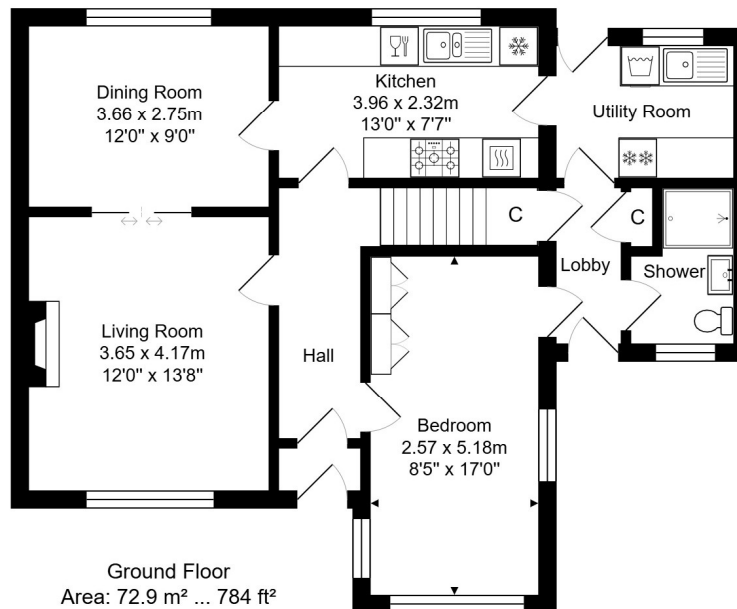 Dining Room
3.66 x 2.75m
12'0" x 9'0"
Kitchen
3.96 x 2.32m
13'0" x 7'7"
Utility Room
C
C
Lobby
Shower
Living Room
3.65 x 4.17m
12'0" x 13'8"
Hall
Bedroom
2.57 x 5.18m
8'5" x 17'0"
Ground Floor
Area: 72.9 m² ... 784 ft²